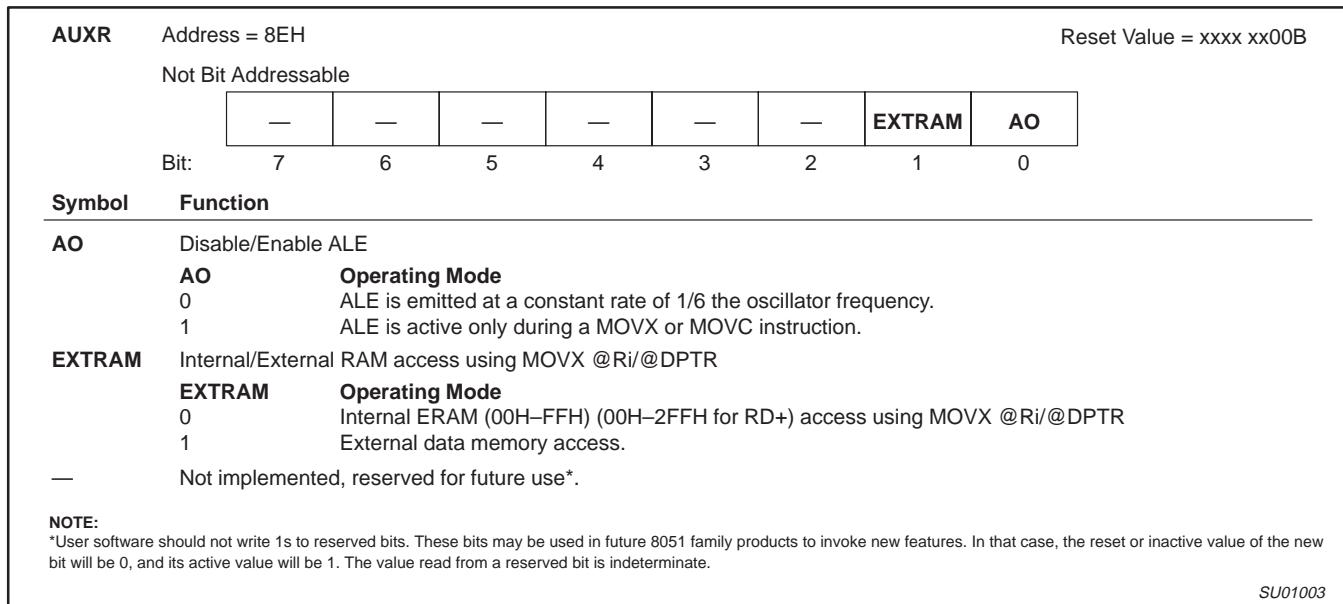 AUXR Address = 8EH Reset Value = xxxx xx00B
Not Bit Addressable
— — — — — — EXTRAM AO
Bit: 7 6 5 4 3 2 1 0
Symbol Function
AO Disable/Enable ALE
AO Operating Mode
0 ALE is emitted at a constant rate of 1/6 the oscillator frequency.
1 ALE is active only during a MOVX or MOVC instruction.
EXTRAM Internal/External RAM access using MOVX @Ri/@DPTR
EXTRAM Operating Mode
0 Internal ERAM (00H–FFH) (00H–2FFH for RD+) access using MOVX @Ri/@DPTR
1 External data memory access.
— Not implemented, reserved for future use*.
NOTE:
*User software should not write 1s to reserved bits. These bits may be used in future 8051 family products to invoke new features. In that case, the reset or inactive value of the new
bit will be 0, and its active value will be 1. The value read from a reserved bit is indeterminate.
SU01003